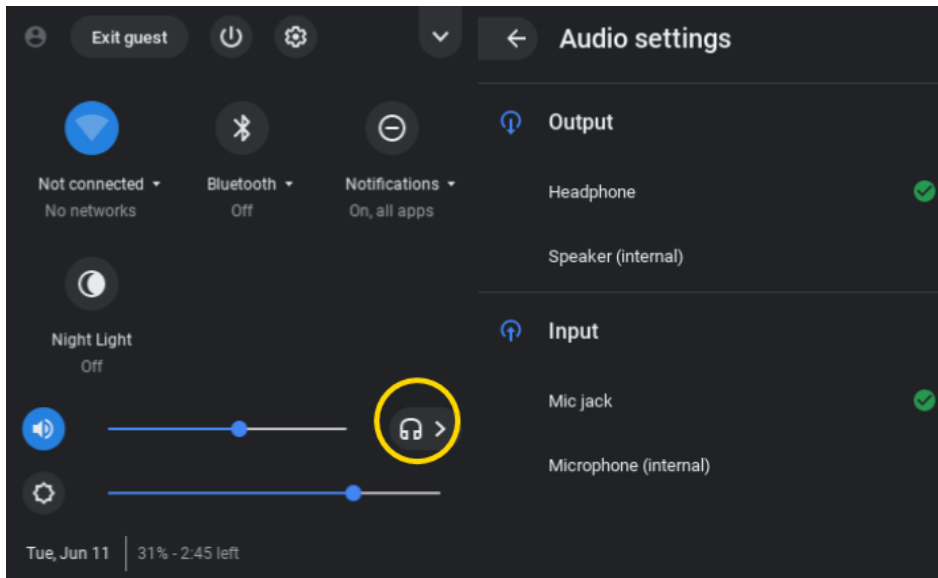 Exit guest
Not connected
No networks
Bluetooth
Off
Notifications
On, all apps
Night Light
Off
Tue, Jun 11
31% - 2:45 left
Audio settings
Output
Headphone
Speaker (internal)
Input
Mic jack
Microphone (internal)